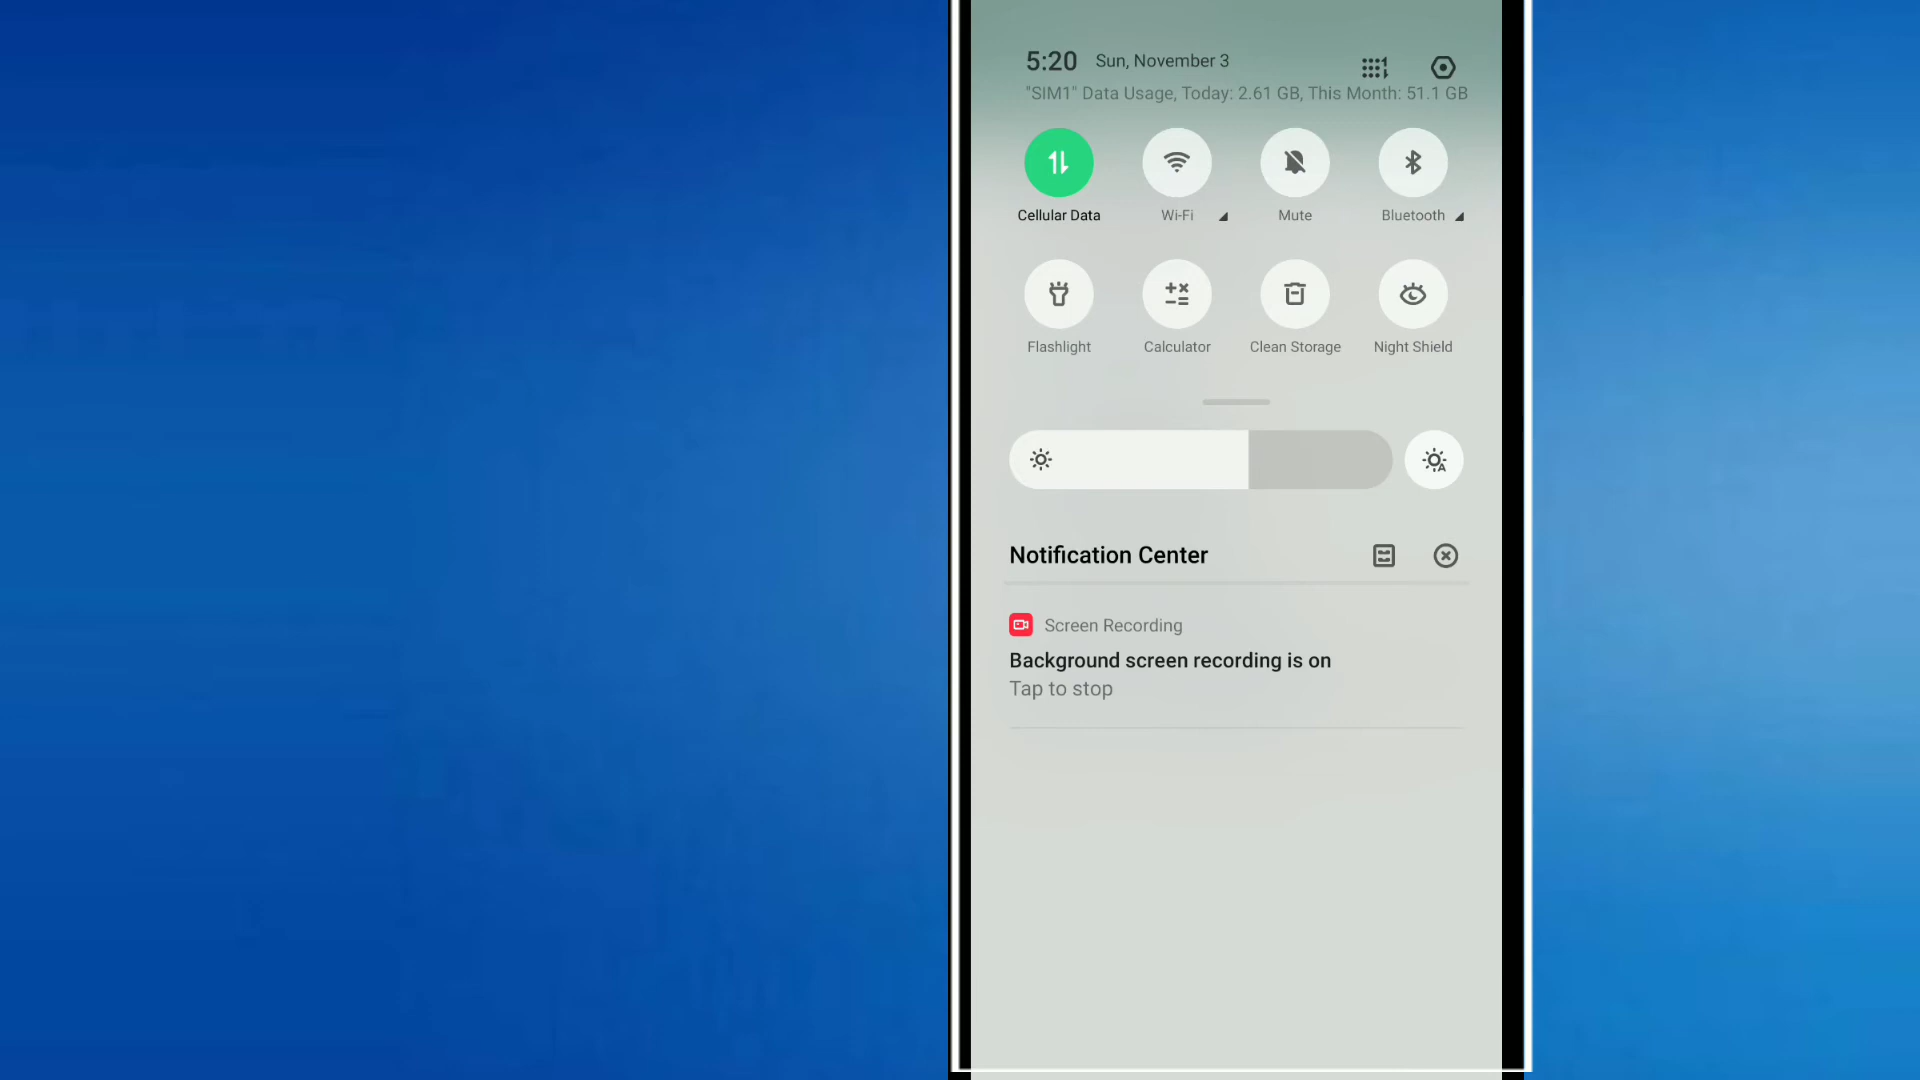 5:20 Sun, November 3
"SIM1" Data Usage, Today: 2.61 GB, This Month: 51.1 GB
Cellular Data Wi-Fi Mute Bluetooth
Flashlight Calculator Clean Storage Night Shield
Notification Center
Screen Recording
Background screen recording is on
Tap to stop